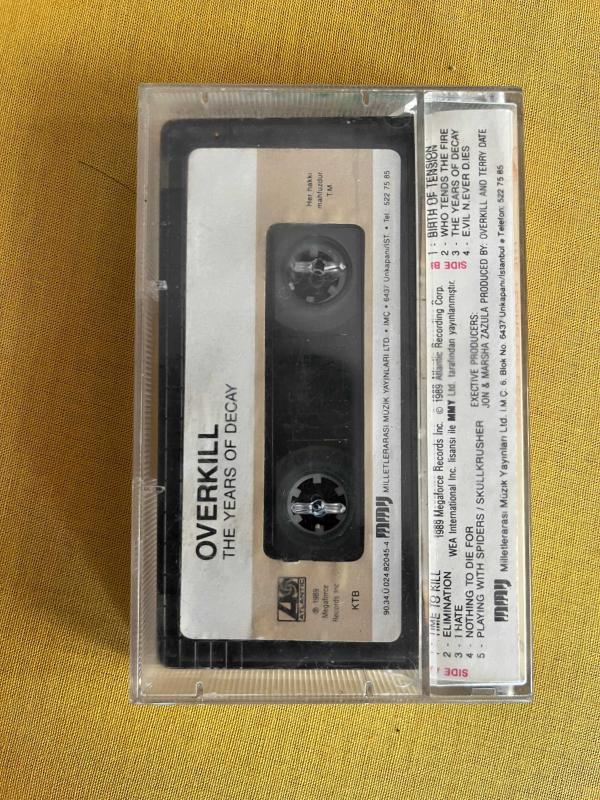 OVERKILL
THE YEARS OF DECAY
Her hakkı
mahfuzdur.
T.M.
ATLANTIC
℗ 1989
Megaforce
Records Inc
KTB
90.34.Ü.024.82045-4 mmy MİLLETLERARASI MÜZİK YAYINLARI LTD. • İMÇ • 6437 Unkapanı/İST. • Tel. 522 75 85
SIDE
1 - TIME TO KILL
2 - ELIMINATION
3 - I HATE
4 - NOTHING TO DIE FOR
5 - PLAYING WITH SPIDERS / SKULLKRUSHER
1989 Megaforce Records Inc. © 1989 Atlantic Recording Corp.
WEA International Inc. lisansı ile MMY Ltd. tarafından yayınlanmıştır.
EXECTIVE PRODUCERS:
JON & MARSHA ZAZULA PRODUCED BY: OVERKILL AND TERRY DATE
SIDE B
1 - BIRTH OF TENSION
2 - WHO TENDS THE FIRE
3 - THE YEARS OF DECAY
4 - EVIL N.EVER D.IES
mmy Milletlerarası Müzik Yayınları Ltd. İ.M.Ç. 6. Blok No. 6437 Unkapanı/İstanbul • Telefon: 522 75 85